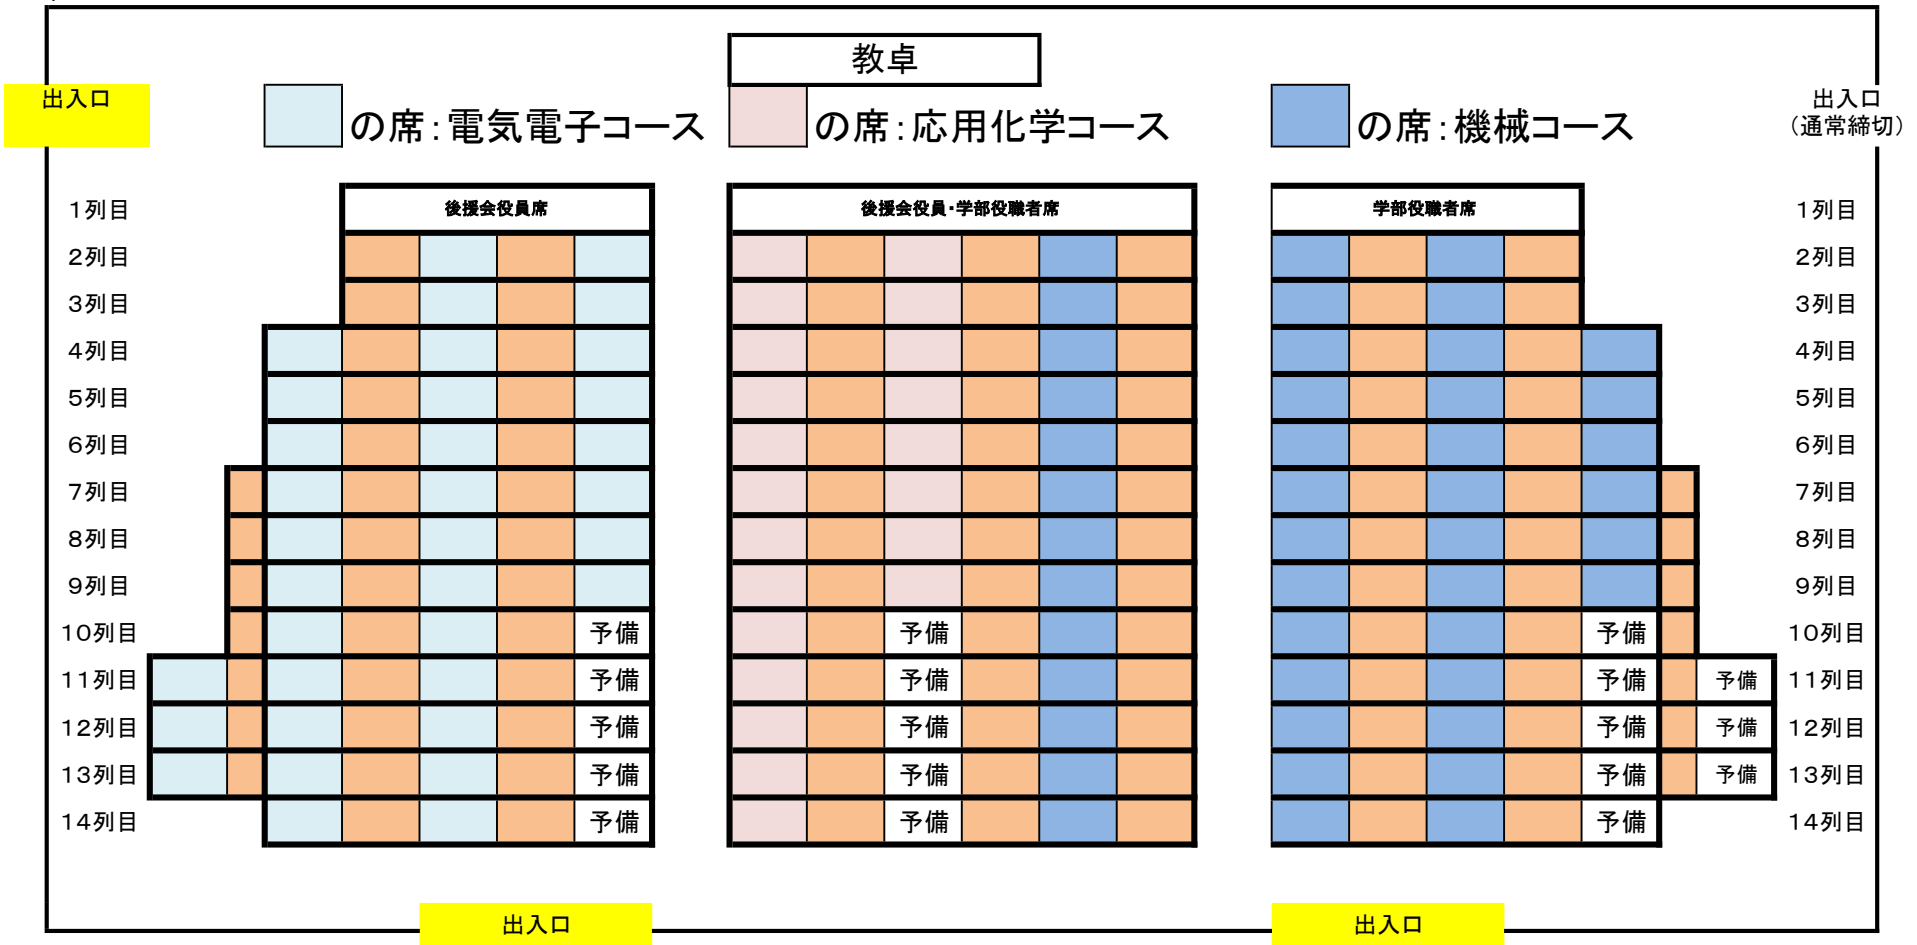 教卓
出入口
の席：電気電子コース
の席：応用化学コース
の席：機械コース
出入口
（通常締切）
1列目 後援会役員席 後援会役員・学部役職者席 学部役職者席 1列目
2列目 2列目
3列目 3列目
4列目 4列目
5列目 5列目
6列目 6列目
7列目 7列目
8列目 8列目
9列目 9列目
10列目 予備 予備 予備 10列目
11列目 予備 予備 予備 予備 11列目
12列目 予備 予備 予備 予備 12列目
13列目 予備 予備 予備 予備 13列目
14列目 予備 予備 予備 14列目
出入口 出入口